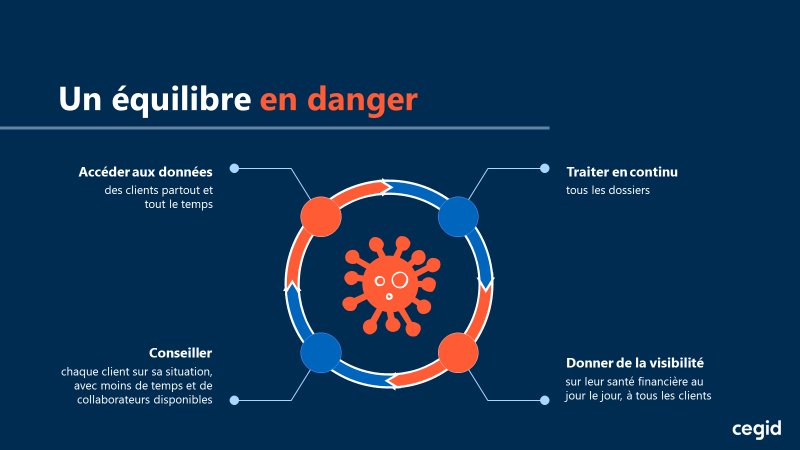 Un équilibre en danger
Accéder aux données
des clients partout et
tout le temps
Traiter en continu
tous les dossiers
Conseiller
chaque client sur sa situation,
avec moins de temps et de
collaborateurs disponibles
Donner de la visibilité
sur leur santé financière au
jour le jour, à tous les clients
cegid